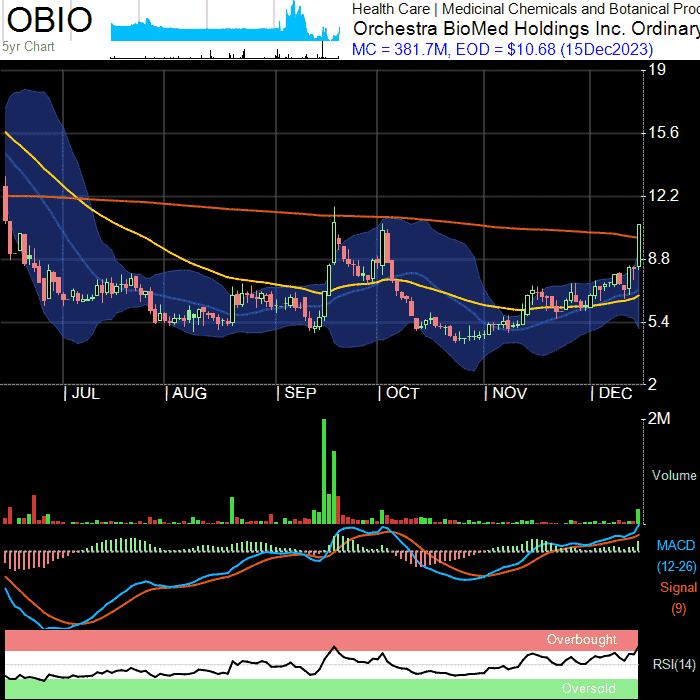 OBIO
5yr Chart
Health Care | Medicinal Chemicals and Botanical Prod
Orchestra BioMed Holdings Inc. Ordinary
MC = 381.7M, EOD = $10.68 (15Dec2023)
19
15.6
12.2
8.8
5.4
2
| JUL | AUG | SEP | OCT | NOV | DEC
2M
Volume
MACD
(12-26)
Signal
(9)
Overbought
RSI(14)
Oversold